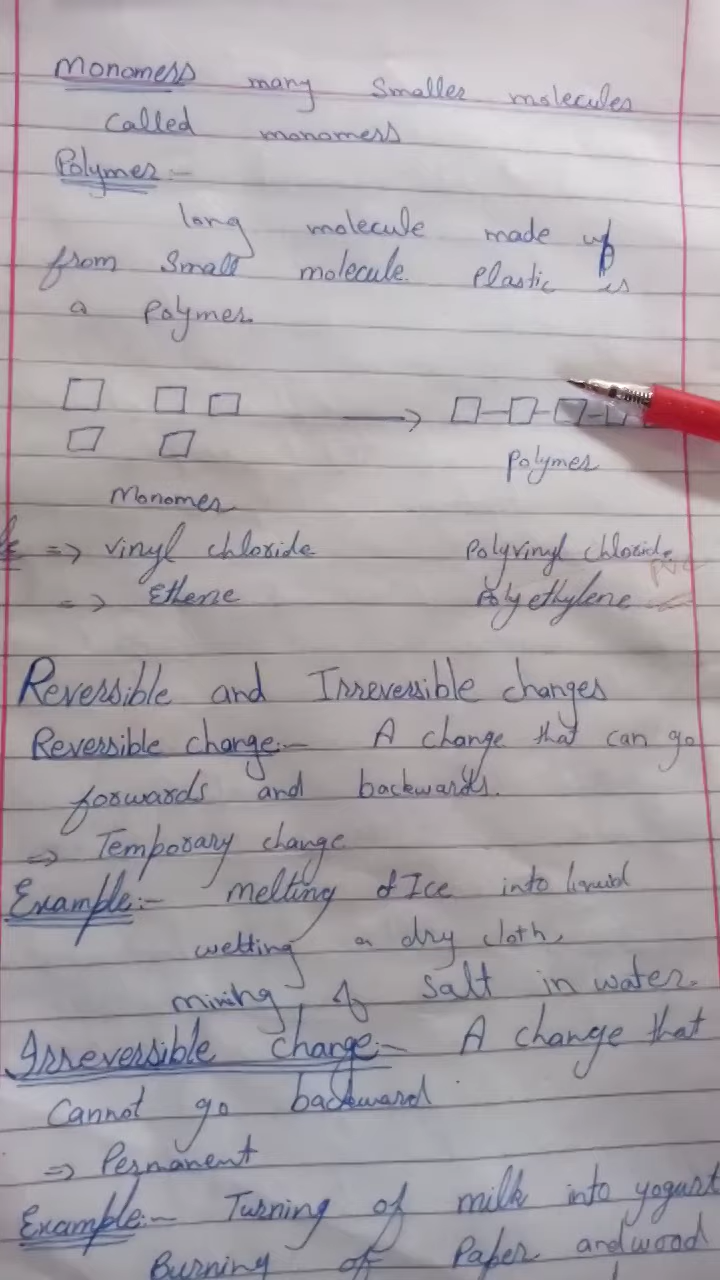 Monomers many smaller molecules
called monomers
Polymer:-
long molecule made up
from small molecule. Plastic is
a polymer.
Polymer
Monomer
=> vinyl chloride Polyvinyl chloride
=> Ethene Polyethylene
Reversible and Irreversible changes
Reversible change:- A change that can go
forwards and backwards.
=> Temporary change
Example:- melting of Ice into liquid
wetting a dry cloth,
mixing of salt in water.
Irreversible change:- A change that
Cannot go backward
=> Permanent
Example:- Turning of milk into yogurt
Burning of Paper and wood